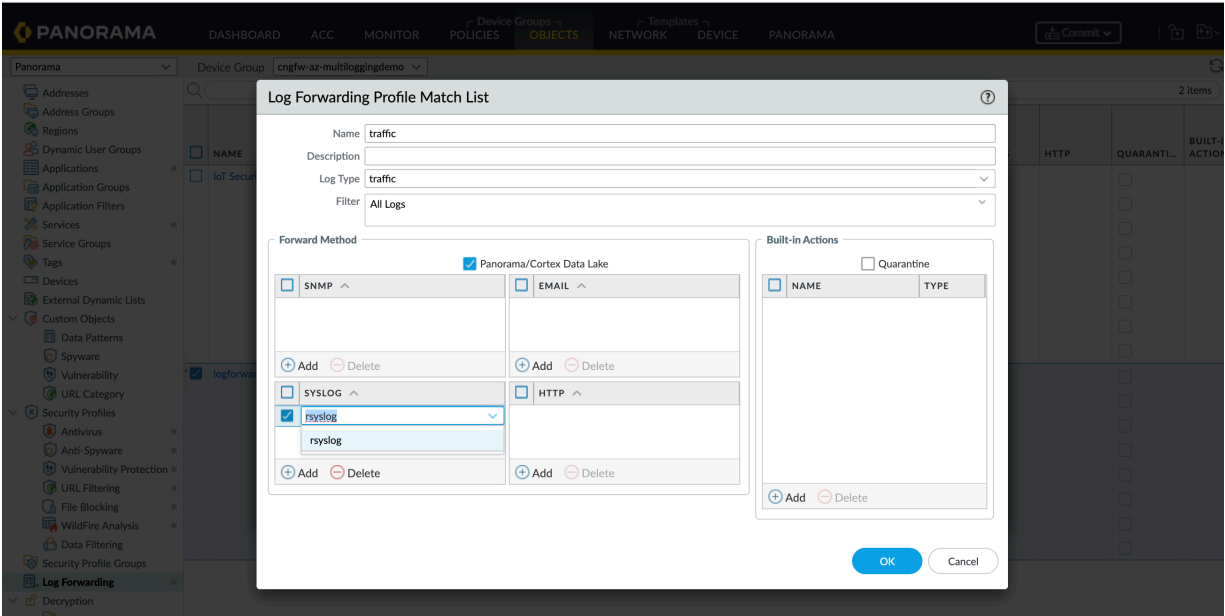 PANORAMA
DASHBOARD ACC MONITOR
Device Groups
POLICIES OBJECTS
Templates
NETWORK DEVICE
PANORAMA
Commit
Panorama
Device Group cngfw-az-multiloggingdemo
2 items
Addresses
Address Groups
Regions
Dynamic User Groups
Applications
Application Groups
Application Filters
Services
Service Groups
Tags
Devices
External Dynamic Lists
Custom Objects
Data Patterns
Spyware
Vulnerability
URL Category
Security Profiles
Antivirus
Anti-Spyware
Vulnerability Protection
URL Filtering
File Blocking
WildFire Analysis
Data Filtering
Security Profile Groups
Log Forwarding
Decryption
NAME
IoT Secur
logforwar
HTTP QUARANTI... BUILT-I
ACTION
Log Forwarding Profile Match List
Name traffic
Description
Log Type traffic
Filter All Logs
Forward Method
Panorama/Cortex Data Lake
SNMP EMAIL
Add Delete Add Delete
SYSLOG HTTP
rsyslog
rsyslog
Add Delete Add Delete
Built-in Actions
Quarantine
NAME TYPE
Add Delete
OK Cancel